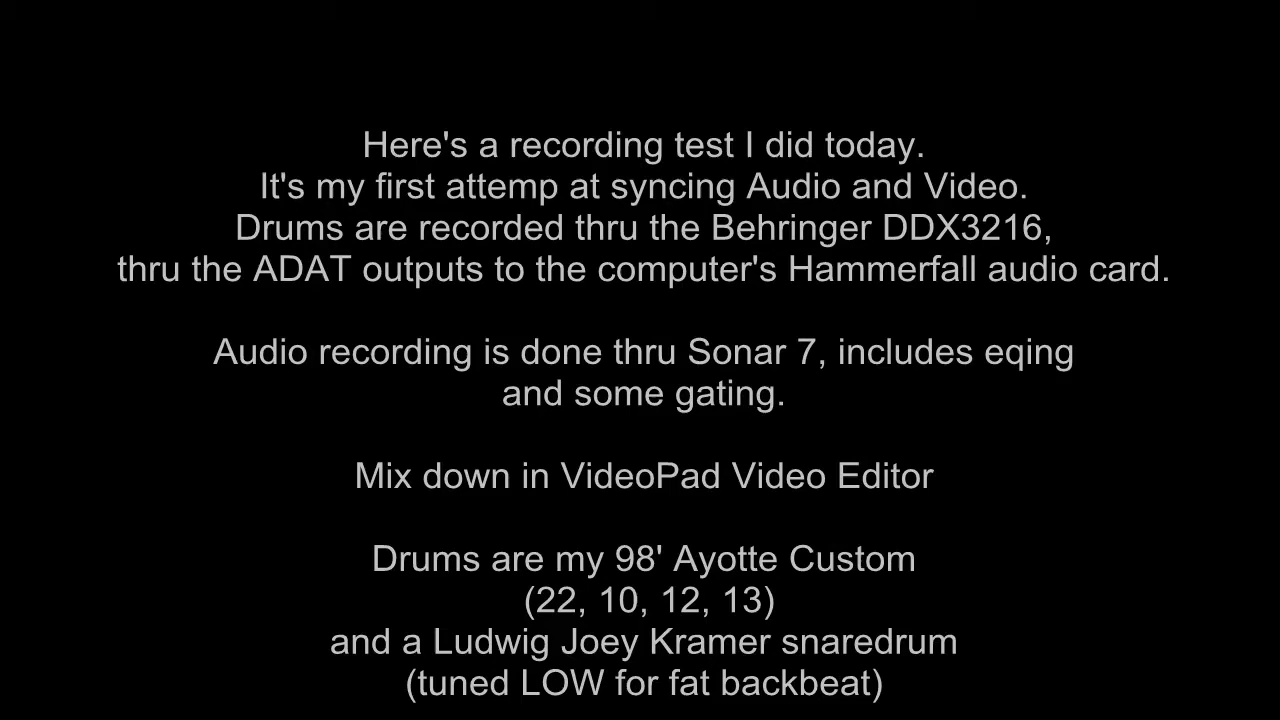 Here's a recording test I did today.
It's my first attemp at syncing Audio and Video.
Drums are recorded thru the Behringer DDX3216,
thru the ADAT outputs to the computer's Hammerfall audio card.
Audio recording is done thru Sonar 7, includes eqing
and some gating.
Mix down in VideoPad Video Editor
Drums are my 98' Ayotte Custom
(22, 10, 12, 13)
and a Ludwig Joey Kramer snaredrum
(tuned LOW for fat backbeat)